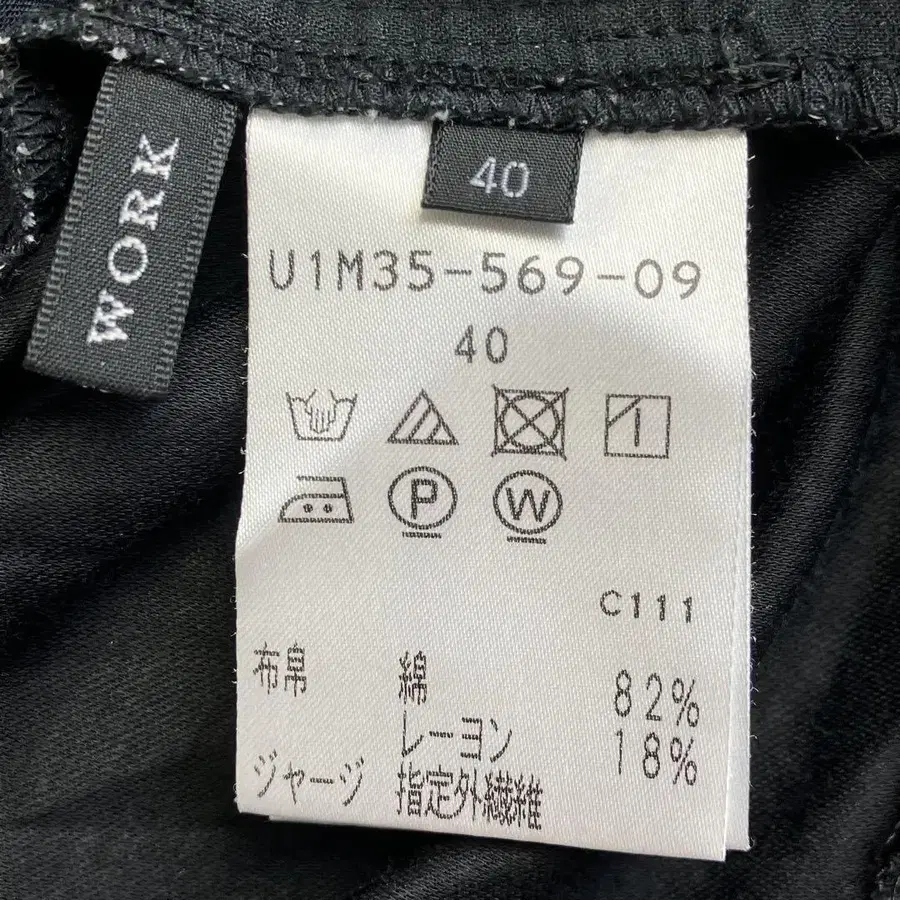 WORK
40
U1M35-569-09
40
P W
C111
布帛 綿 82%
レーヨン 18%
ジャージ 指定外繊維